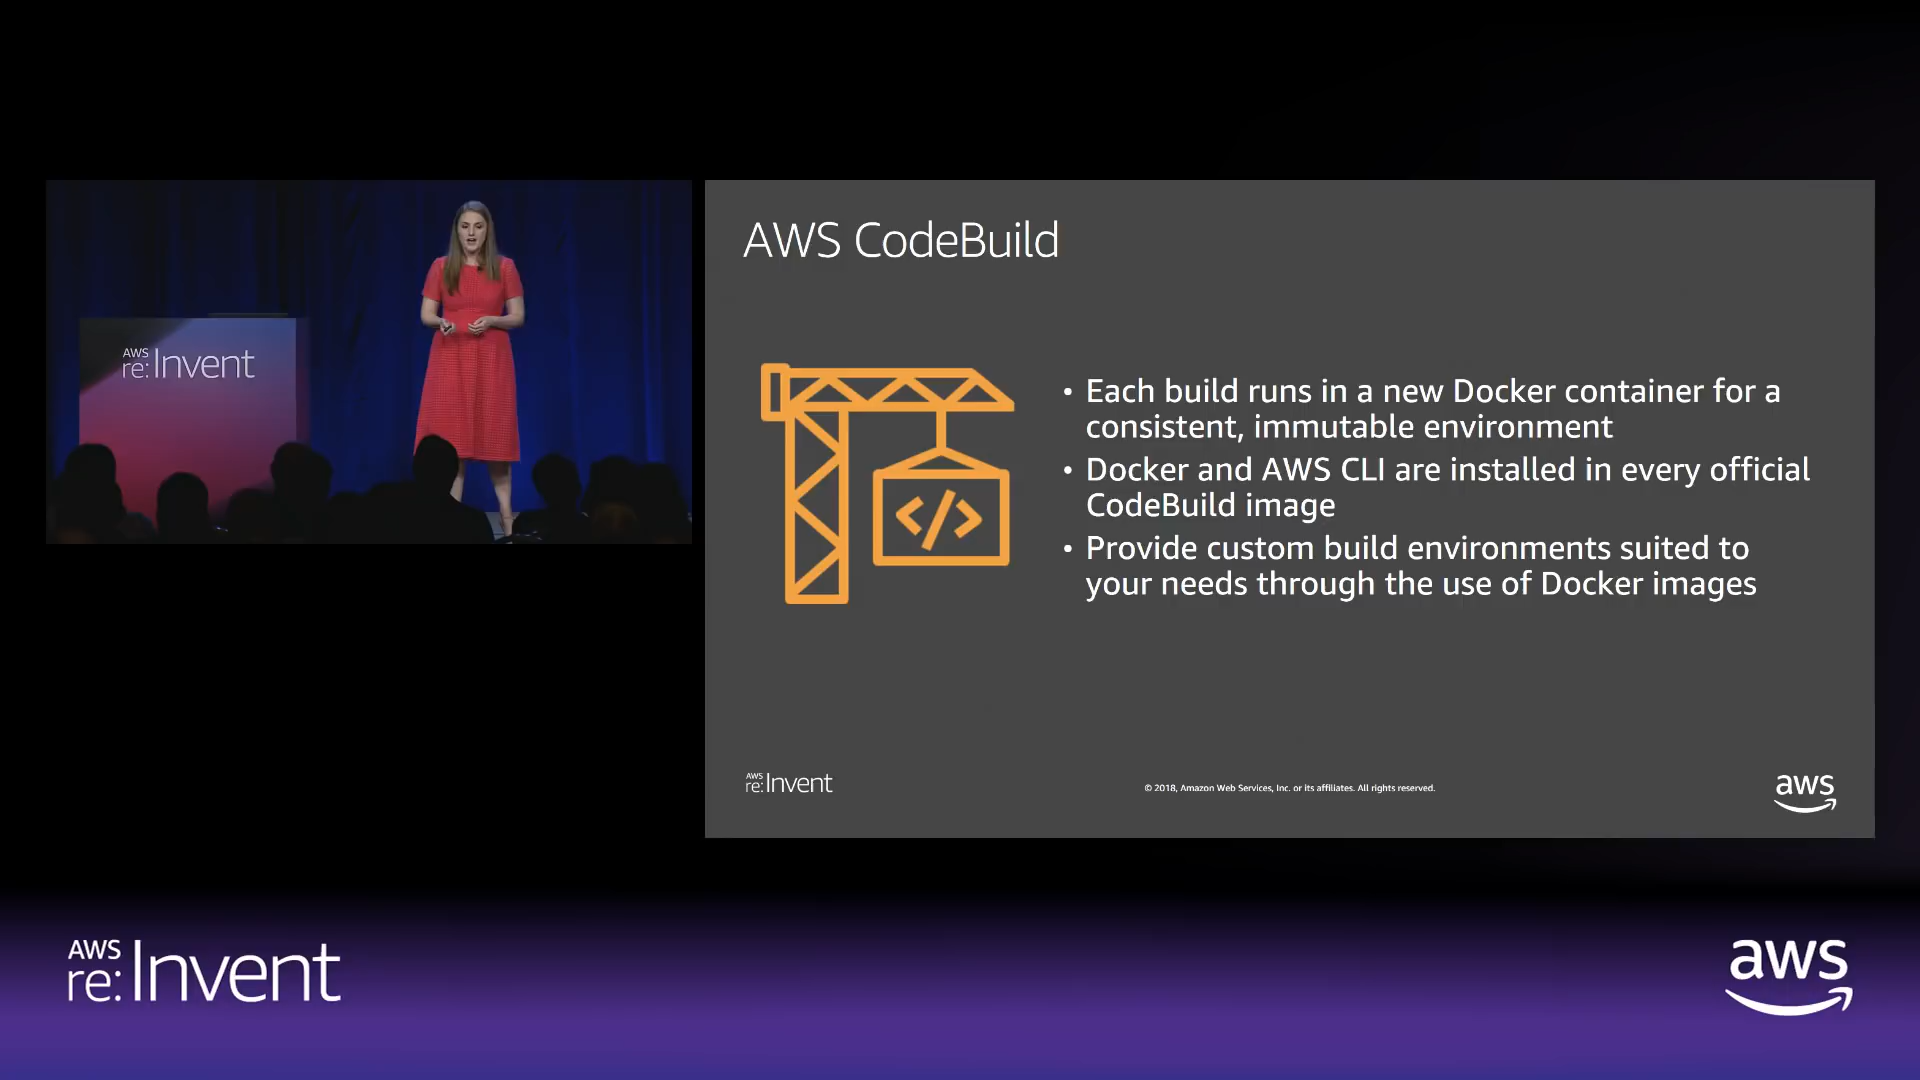 AWS
re:Invent
AWS CodeBuild
</>
• Each build runs in a new Docker container for a
consistent, immutable environment
• Docker and AWS CLI are installed in every official
CodeBuild image
• Provide custom build environments suited to
your needs through the use of Docker images
AWS
re:Invent
© 2018, Amazon Web Services, Inc. or its affiliates. All rights reserved.
aws
AWS
re:Invent
aws